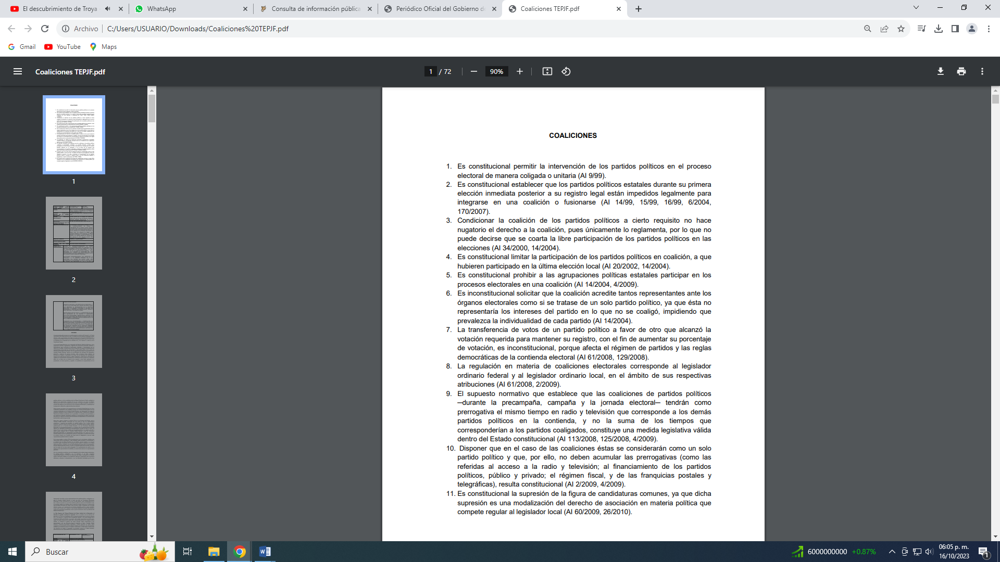 El descubrimiento de Troya
WhatsApp
Consulta de información pública
Periódico Oficial del Gobierno d
Coaliciones TEPJF.pdf
Archivo
C:/Users/USUARIO/Downloads/Coaliciones%20TEPJF.pdf
Gmail
YouTube
Maps
Coaliciones TEPJF.pdf
1 / 72
90%
1
2
3
4
COALICIONES
1. Es constitucional permitir la intervención de los partidos políticos en el proceso
electoral de manera coligada o unitaria (AI 9/99).
2. Es constitucional establecer que los partidos políticos estatales durante su primera
elección inmediata posterior a su registro legal están impedidos legalmente para
integrarse en una coalición o fusionarse (AI 14/99, 15/99, 16/99, 6/2004,
170/2007).
3. Condicionar la coalición de los partidos políticos a cierto requisito no hace
nugatorio el derecho a la coalición, pues únicamente lo reglamenta, por lo que no
puede decirse que se coarta la libre participación de los partidos políticos en las
elecciones (AI 34/2000, 14/2004).
4. Es constitucional limitar la participación de los partidos políticos en coalición, a que
hubieren participado en la última elección local (AI 20/2002, 14/2004).
5. Es constitucional prohibir a las agrupaciones políticas estatales participar en los
procesos electorales en una coalición (AI 14/2004, 4/2009).
6. Es inconstitucional solicitar que la coalición acredite tantos representantes ante los
órganos electorales como si se tratase de un solo partido político, ya que ésta no
representaría los intereses del partido en lo que no se coaligó, impidiendo que
prevalezca la individualidad de cada partido (AI 14/2004).
7. La transferencia de votos de un partido político a favor de otro que alcanzó la
votación requerida para mantener su registro, con el fin de aumentar su porcentaje
de votación, es inconstitucional, porque afecta el régimen de partidos y las reglas
democráticas de la contienda electoral (AI 61/2008, 129/2008).
8. La regulación en materia de coaliciones electorales corresponde al legislador
ordinario federal y al legislador ordinario local, en el ámbito de sus respectivas
atribuciones (AI 61/2008, 2/2009).
9. El supuesto normativo que establece que las coaliciones de partidos políticos
─durante la precampaña, campaña y la jornada electoral─ tendrán como
prerrogativa el mismo tiempo en radio y televisión que corresponde a los demás
partidos políticos en la contienda, y no la suma de los tiempos que
corresponderían a los partidos coaligados, constituye una medida legislativa válida
dentro del Estado constitucional (AI 113/2008, 125/2008, 4/2009).
10. Disponer que en el caso de las coaliciones éstas se considerarán como un solo
partido político y que, por ello, no deben acumular las prerrogativas (como las
referidas al acceso a la radio y televisión; al financiamiento de los partidos
políticos, público y privado; el régimen fiscal, y de las franquicias postales y
telegráficas), resulta constitucional (AI 2/2009, 4/2009).
11. Es constitucional la supresión de la figura de candidaturas comunes, ya que dicha
supresión es una modalización del derecho de asociación en materia política que
compete regular al legislador local (AI 60/2009, 26/2010).
Buscar
6000000000 +0.87%
06:05 p. m.
16/10/2023
1